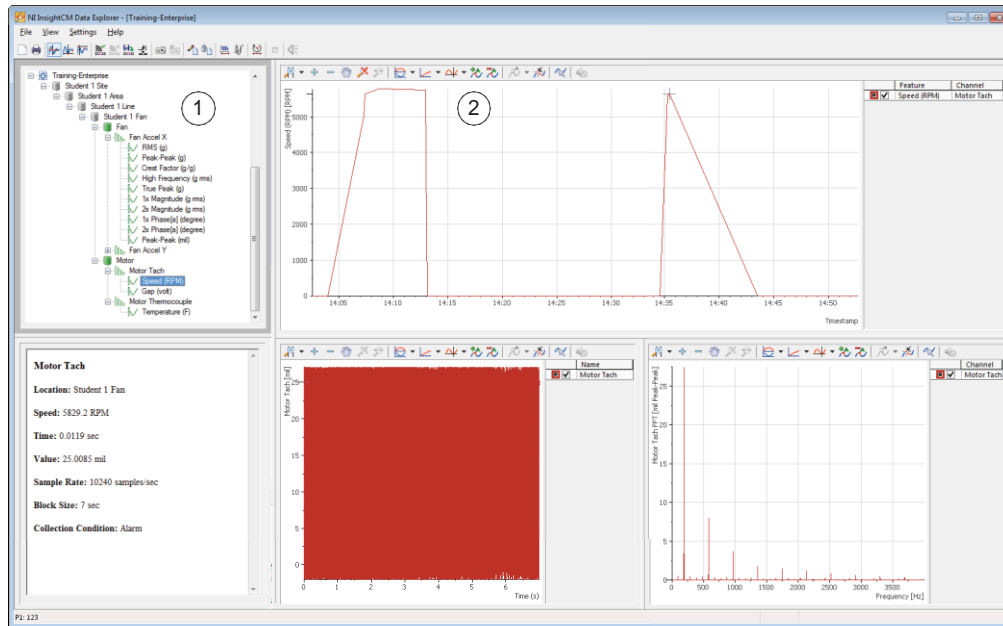 NI InsightCM Data Explorer - [Training-Enterprise]
File View Settings Help
Training-Enterprise
Student 1 Site
Student 1 Area
Student 1 Line
Student 1 Fan
Fan
Fan Accel X
RMS (g)
Peak-Peak (g)
Crest Factor (g/g)
High Frequency (g rms)
True Peak (g)
1x Magnitude (g rms)
2x Magnitude (g rms)
1x Phase[a] (degree)
2x Phase[a] (degree)
Peak-Peak (mil)
Fan Accel Y
Motor
Motor Tach
Speed (RPM)
Gap (volt)
Motor Thermocouple
Temperature (F)
1
2
Speed (RPM) [RPM]
5000
4000
3000
2000
1000
0
14:05 14:10 14:15 14:20 14:25 14:30 14:35 14:40 14:45 14:50
Timestamp
Feature Channel
Speed (RPM) Motor Tach
Motor Tach
Location: Student 1 Fan
Speed: 5829.2 RPM
Time: 0.0119 sec
Value: 25.0085 mil
Sample Rate: 10240 samples/sec
Block Size: 7 sec
Collection Condition: Alarm
Motor Tach [mil]
25
20
15
10
5
0
0 1 2 3 4 5 6
Time (s)
Name
Motor Tach
Motor Tach FFT [mil Peak-Peak]
25
20
15
10
5
0
0 500 1000 1500 2000 2500 3000 3500
Frequency [Hz]
Channel
Motor Tach
P1: 123